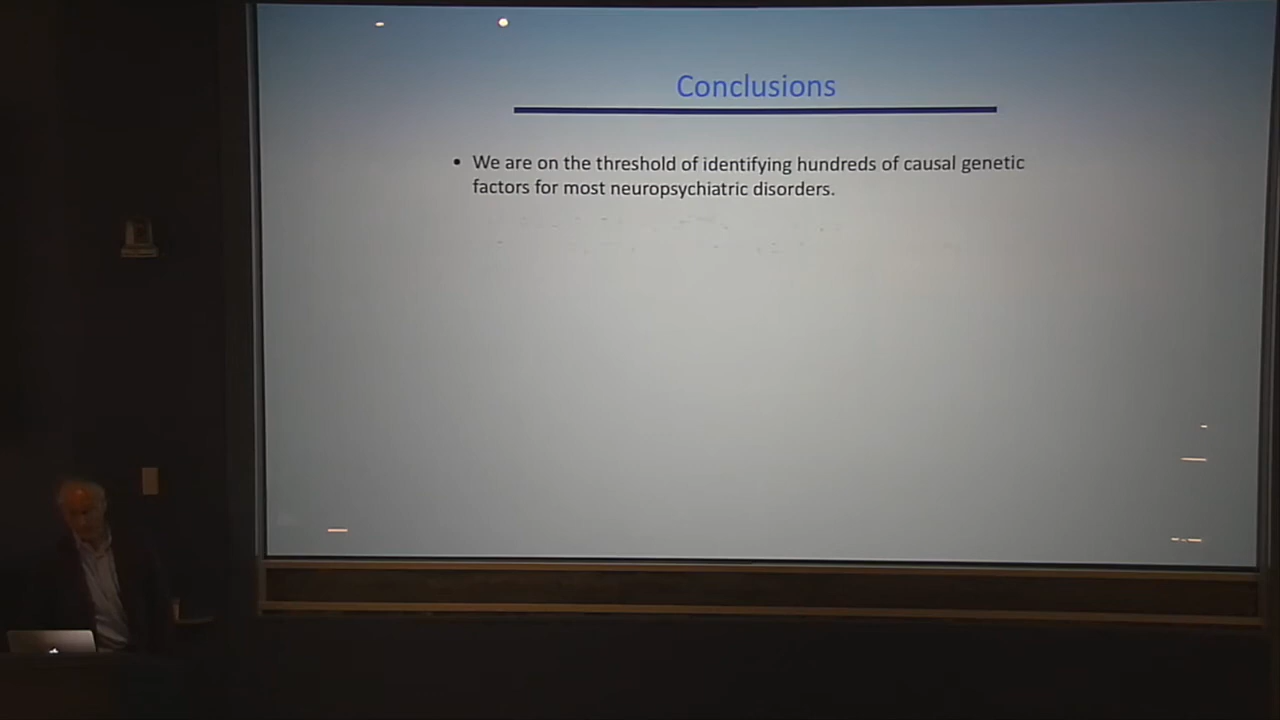 Conclusions
• We are on the threshold of identifying hundreds of causal genetic
factors for most neuropsychiatric disorders.